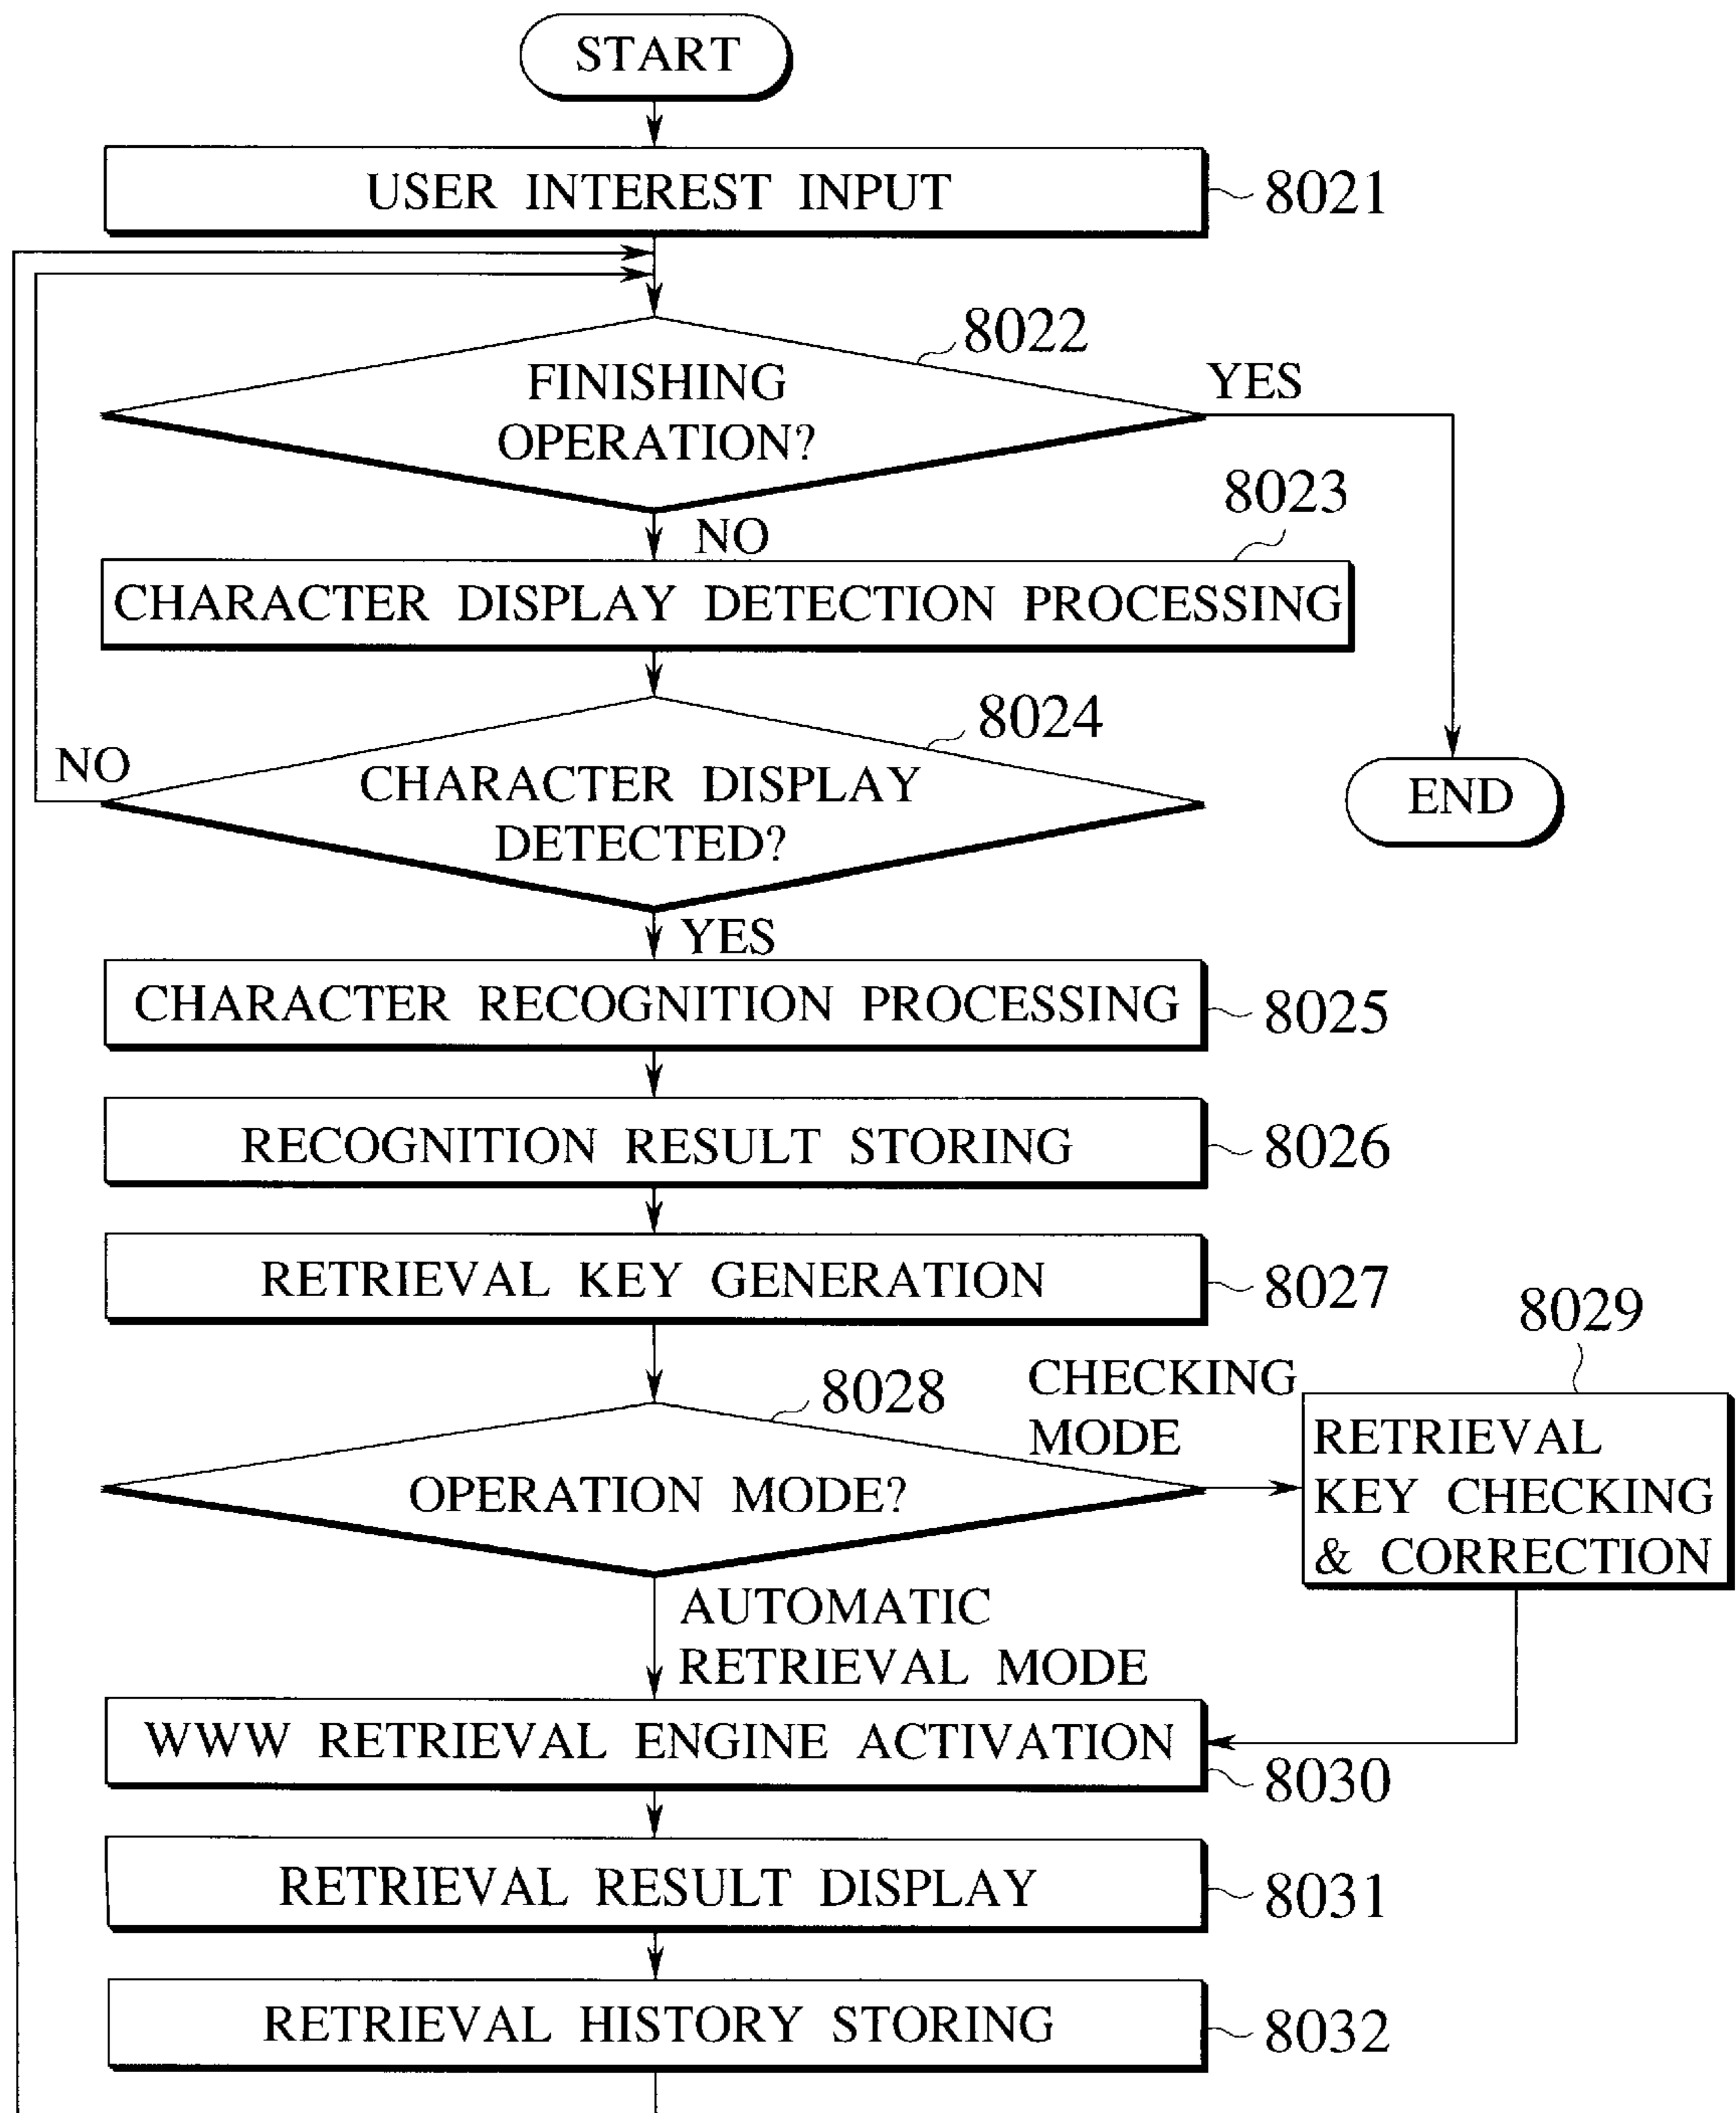 START
USER INTEREST INPUT
8021
8022
FINISHING
OPERATION?
YES
8023
NO
CHARACTER DISPLAY DETECTION PROCESSING
8024
NO
CHARACTER DISPLAY
DETECTED?
END
YES
CHARACTER RECOGNITION PROCESSING
8025
RECOGNITION RESULT STORING
8026
RETRIEVAL KEY GENERATION
8027
8028
OPERATION MODE?
CHECKING
MODE
8029
RETRIEVAL
KEY CHECKING
& CORRECTION
AUTOMATIC
RETRIEVAL MODE
WWW RETRIEVAL ENGINE ACTIVATION
8030
RETRIEVAL RESULT DISPLAY
8031
RETRIEVAL HISTORY STORING
8032